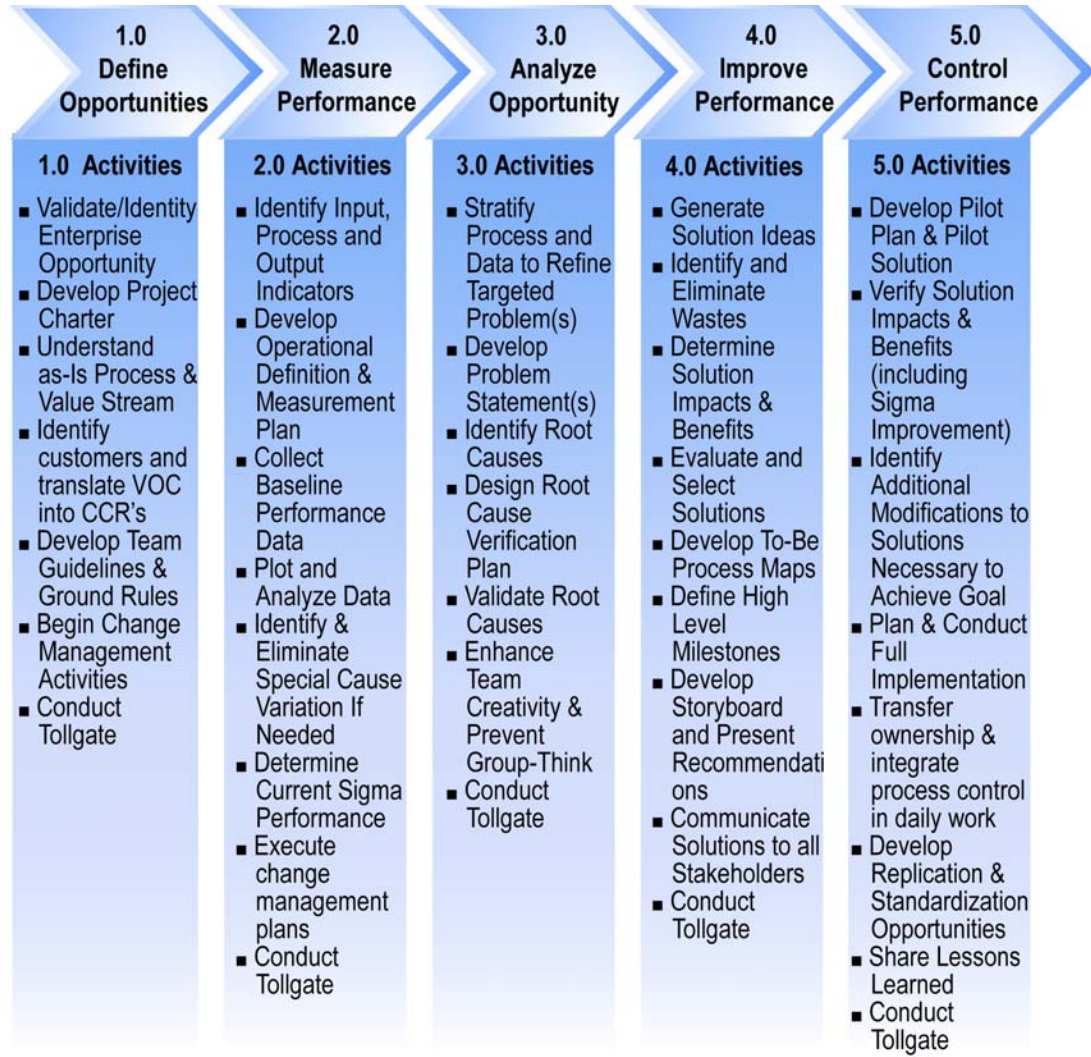 1.0
Define
Opportunities
2.0
Measure
Performance
3.0
Analyze
Opportunity
4.0
Improve
Performance
5.0
Control
Performance
1.0 Activities
■ Validate/Identity
Enterprise
Opportunity
■ Develop Project
Charter
■ Understand
as-Is Process &
Value Stream
■ Identify
customers and
translate VOC
into CCR's
■ Develop Team
Guidelines &
Ground Rules
■ Begin Change
Management
Activities
■ Conduct
Tollgate
2.0 Activities
■ Identify Input,
Process and
Output
Indicators
■ Develop
Operational
Definition &
Measurement
Plan
■ Collect
Baseline
Performance
Data
■ Plot and
Analyze Data
■ Identify &
Eliminate
Special Cause
Variation If
Needed
■ Determine
Current Sigma
Performance
■ Execute
change
management
plans
■ Conduct
Tollgate
3.0 Activities
■ Stratify
Process and
Data to Refine
Targeted
Problem(s)
■ Develop
Problem
Statement(s)
■ Identify Root
Causes
■ Design Root
Cause
Verification
Plan
■ Validate Root
Causes
■ Enhance
Team
Creativity &
Prevent
Group-Think
■ Conduct
Tollgate
4.0 Activities
■ Generate
Solution Ideas
■ Identify and
Eliminate
Wastes
■ Determine
Solution
Impacts &
Benefits
■ Evaluate and
Select
Solutions
■ Develop To-Be
Process Maps
■ Define High
Level
Milestones
■ Develop
Storyboard
and Present
Recommendati
ons
■ Communicate
Solutions to all
Stakeholders
■ Conduct
Tollgate
5.0 Activities
■ Develop Pilot
Plan & Pilot
Solution
■ Verify Solution
Impacts &
Benefits
(including
Sigma
Improvement)
■ Identify
Additional
Modifications to
Solutions
Necessary to
Achieve Goal
■ Plan & Conduct
Full
Implementation
■ Transfer
ownership &
integrate
process control
in daily work
■ Develop
Replication &
Standardization
Opportunities
■ Share Lessons
Learned
■ Conduct
Tollgate